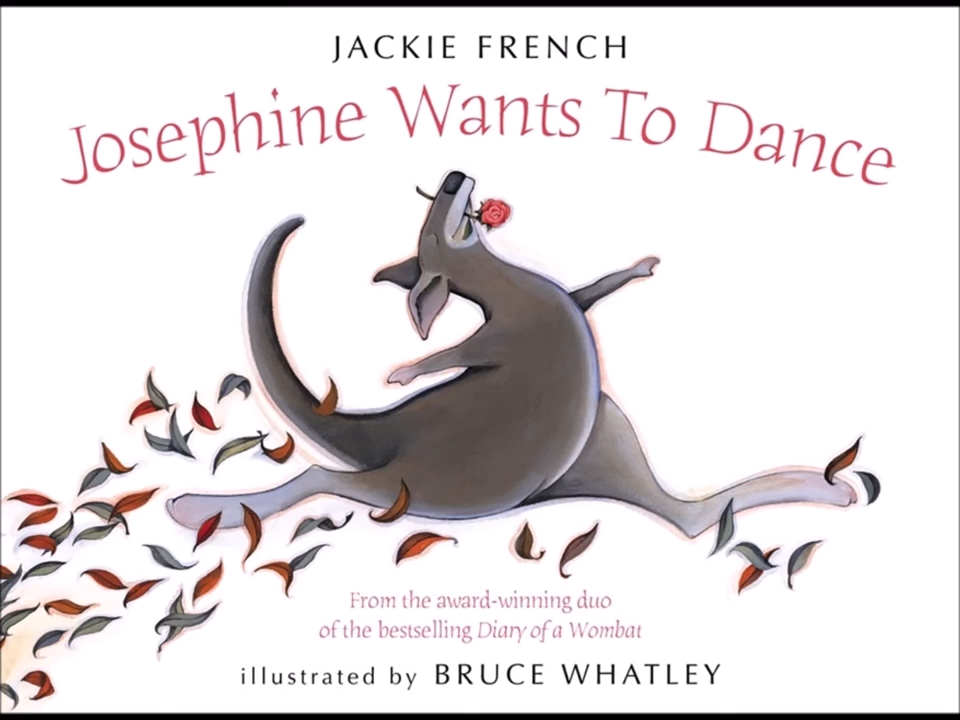 JACKIE FRENCH
Josephine Wants To Dance
From the award-winning duo
of the bestselling Diary of a Wombat
illustrated by BRUCE WHATLEY